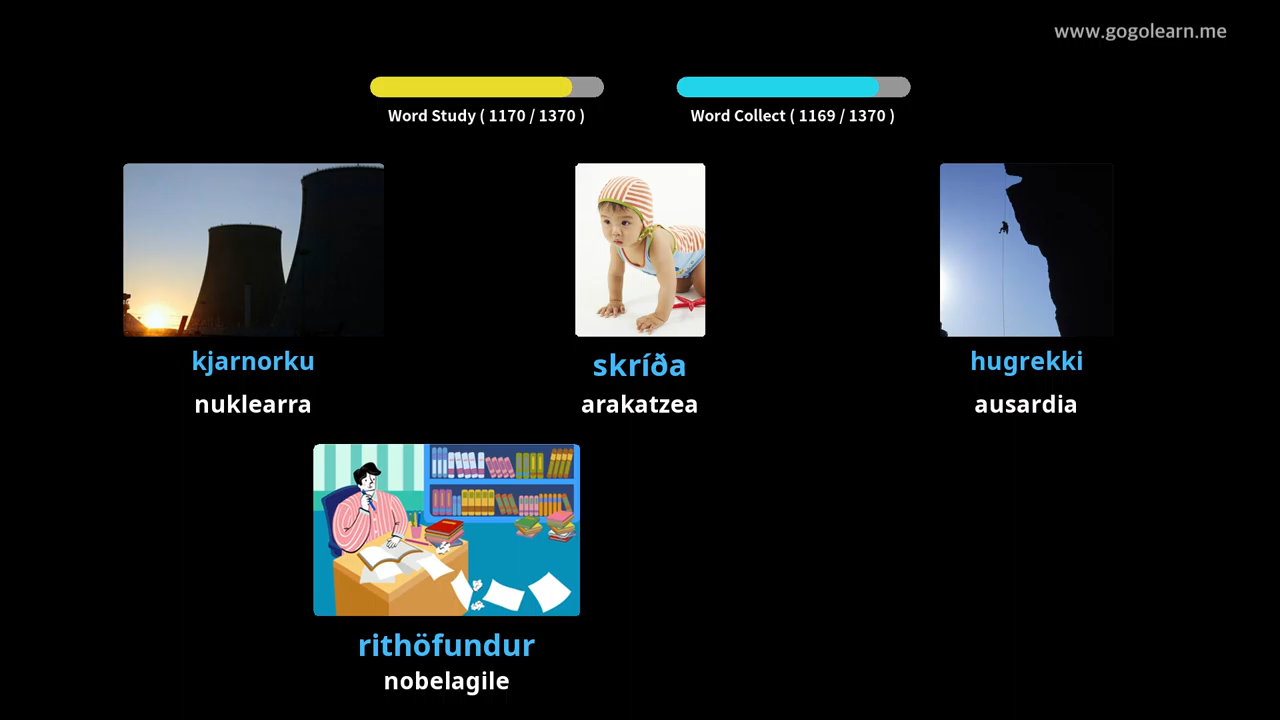 www.gogolearn.me
Word Study ( 1170 / 1370 )
Word Collect ( 1169 / 1370 )
kjarnorku
nuklearra
skríða
arakatzea
hugrekki
ausardia
rithöfundur
nobelagile